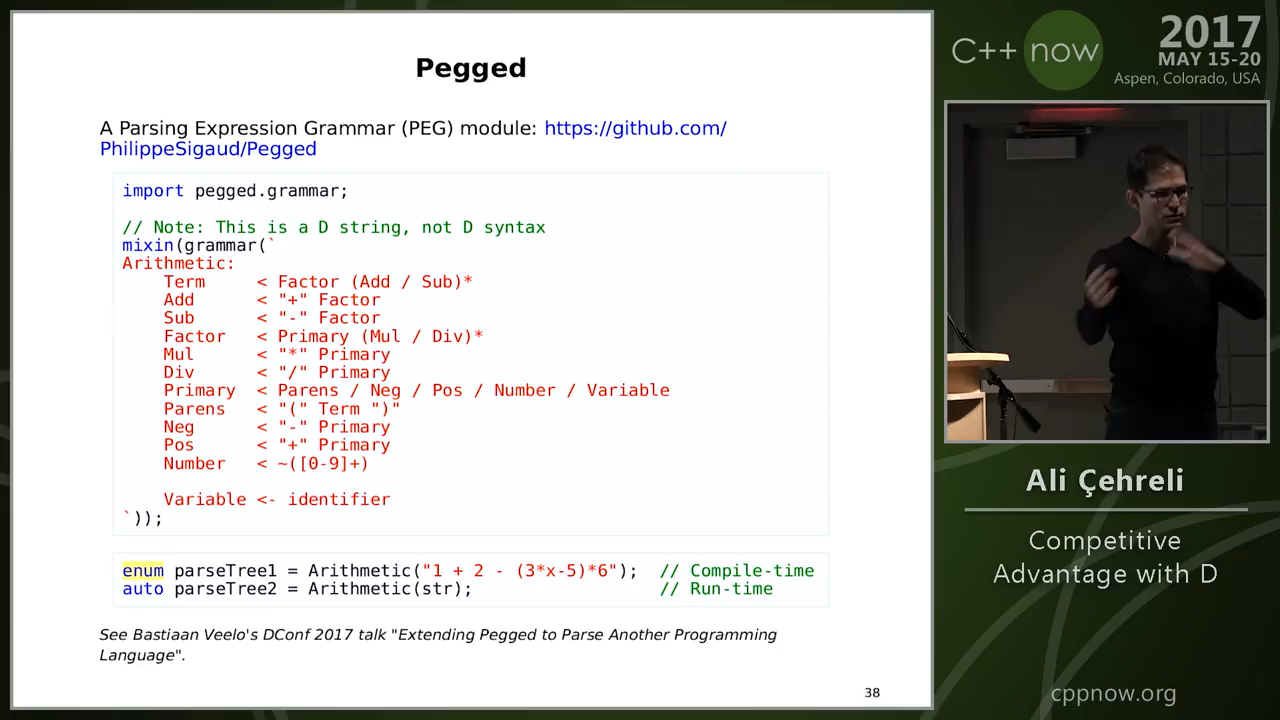 Pegged
A Parsing Expression Grammar (PEG) module: https://github.com/
PhilippeSigaud/Pegged
import pegged.grammar;
// Note: This is a D string, not D syntax
mixin(grammar(`
Arithmetic:
    Term     < Factor (Add / Sub)*
    Add      < "+" Factor
    Sub      < "-" Factor
    Factor   < Primary (Mul / Div)*
    Mul      < "*" Primary
    Div      < "/" Primary
    Primary  < Parens / Neg / Pos / Number / Variable
    Parens   < "(" Term ")"
    Neg      < "-" Primary
    Pos      < "+" Primary
    Number   < ~([0-9]+)
    Variable <- identifier
`));
enum parseTree1 = Arithmetic("1 + 2 - (3*x-5)*6");  // Compile-time
auto parseTree2 = Arithmetic(str);                  // Run-time
See Bastiaan Veelo's DConf 2017 talk "Extending Pegged to Parse Another Programming
Language".
38
C++ now
2017
MAY 15-20
Aspen, Colorado, USA
Ali Çehreli
Competitive
Advantage with D
cppnow.org